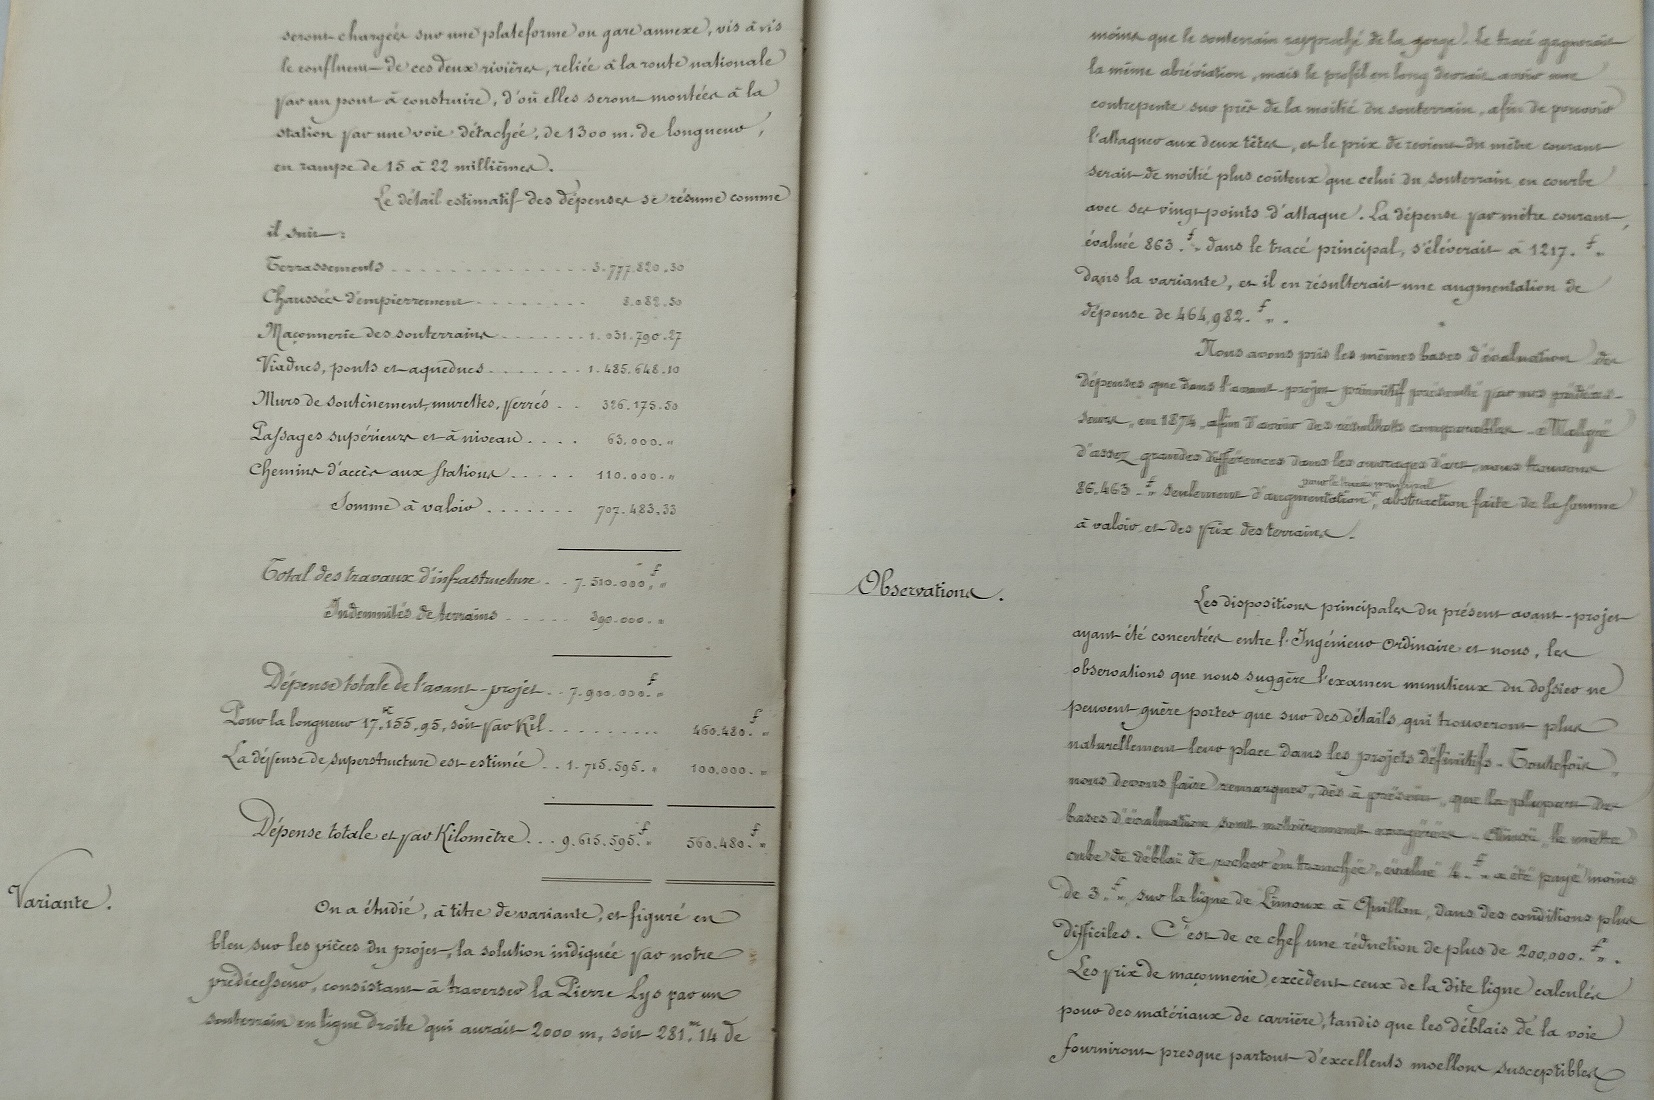 seront chargées sur une plateforme ou gare annexe, vis à vis
le confluent de ces deux rivières, reliée à la route nationale
par un pont à construire, d'où elles seront montées à la
station par une voie détachée, de 1300 m. de longueur,
en rampe de 15 à 22 millièmes.
Le détail estimatif des dépenses se résume comme
il suit :
Terrassements . . . . . . . . . . . . . 3.777.820.30
Chaussées d'empierrement . . . . . . . . 8.082.50
Maçonnerie des souterrains . . . . . . . 1.031.790.27
Viaducs, ponts et aqueducs . . . . . . . 1.485.648.10
Murs de soutènement, murettes, perrés . . 326.175.50
Passages supérieurs et à niveau . . . . 63.000. "
Chemins d'accès aux stations . . . . . 110.000. "
Somme à valoir . . . . . . . 707.483,33
Total des travaux d'infrastructure . . 7.510.000,f "
Indemnités de terrains . . . . . 390.000. "
Dépense totale de l'avant-projet . . 7.900.000.f "
Pour la longueur 17.K 155,95, soit par Kil . . . . . . . . . 460.480.f "
La dépense de superstructure est estimée . . 1.715.595. " 100,000. "
Dépense totale et par Kilomètre . . . 9.615.595.f " 560.480.f "
Variante.
On a étudié, à titre de variante, et figuré en
bleu sur les pièces du projet, la solution indiquée par notre
prédécesseur, consistant à traverser la Pierre Lys par un
souterrain en ligne droite qui aurait 2000 m, soit 281.m 14 de
moins que le souterrain rapproché de la gorge. Le tracé gagnerait
la même abréviation, mais le profil en long devrait avoir une
contrepente sur près de la moitié du souterrain, afin de pouvoir
l'attaquer aux deux têtes, et le prix de revient du mètre courant
serait de moitié plus coûteux que celui du souterrain en courbe
avec ses vingt points d'attaque. La dépense par mètre courant,
évaluée 863.f " dans le tracé principal, s'élèverait à 1217.f "
dans la variante, et il en résulterait une augmentation de
dépense de 464,982.f " .
Nous avons pris les mêmes bases d'évaluation des
dépenses que dans l'avant-projet primitif présenté par nos prédéces-
seurs, en 1874, afin d'avoir des résultats comparables. Malgré
d'assez grandes différences dans les ouvrages d'art, nous trouvons
pour le tracé principal
86.463.f " seulement d'augmentation, abstraction faite de la somme
à valoir et des prix des terrains.
Observations.
Les dispositions principales du présent avant-projet
ayant été concertées entre l'Ingénieur Ordinaire et nous, les
observations que nous suggère l'examen minutieux du dossier ne
peuvent guère porter que sur des détails, qui trouveront plus
naturellement leur place dans les projets définitifs. Toutefois,
nous devons faire remarquer, dès à présent, que la plupart des
bases d'évaluation sont notoirement exagérées. Ainsi, le mètre
cube de déblai de rocher en tranchée, évalué 4.f " a été payé moins
de 3.f ", sur la ligne de Limoux à Quillan, dans des conditions plus
difficiles. C'est de ce chef une réduction de plus de 200,000.f " .
Les prix de maçonnerie excèdent ceux de la dite ligne calculés
pour des matériaux de carrière, tandis que les déblais de la voie
fourniront presque partout d'excellents moellons susceptibles